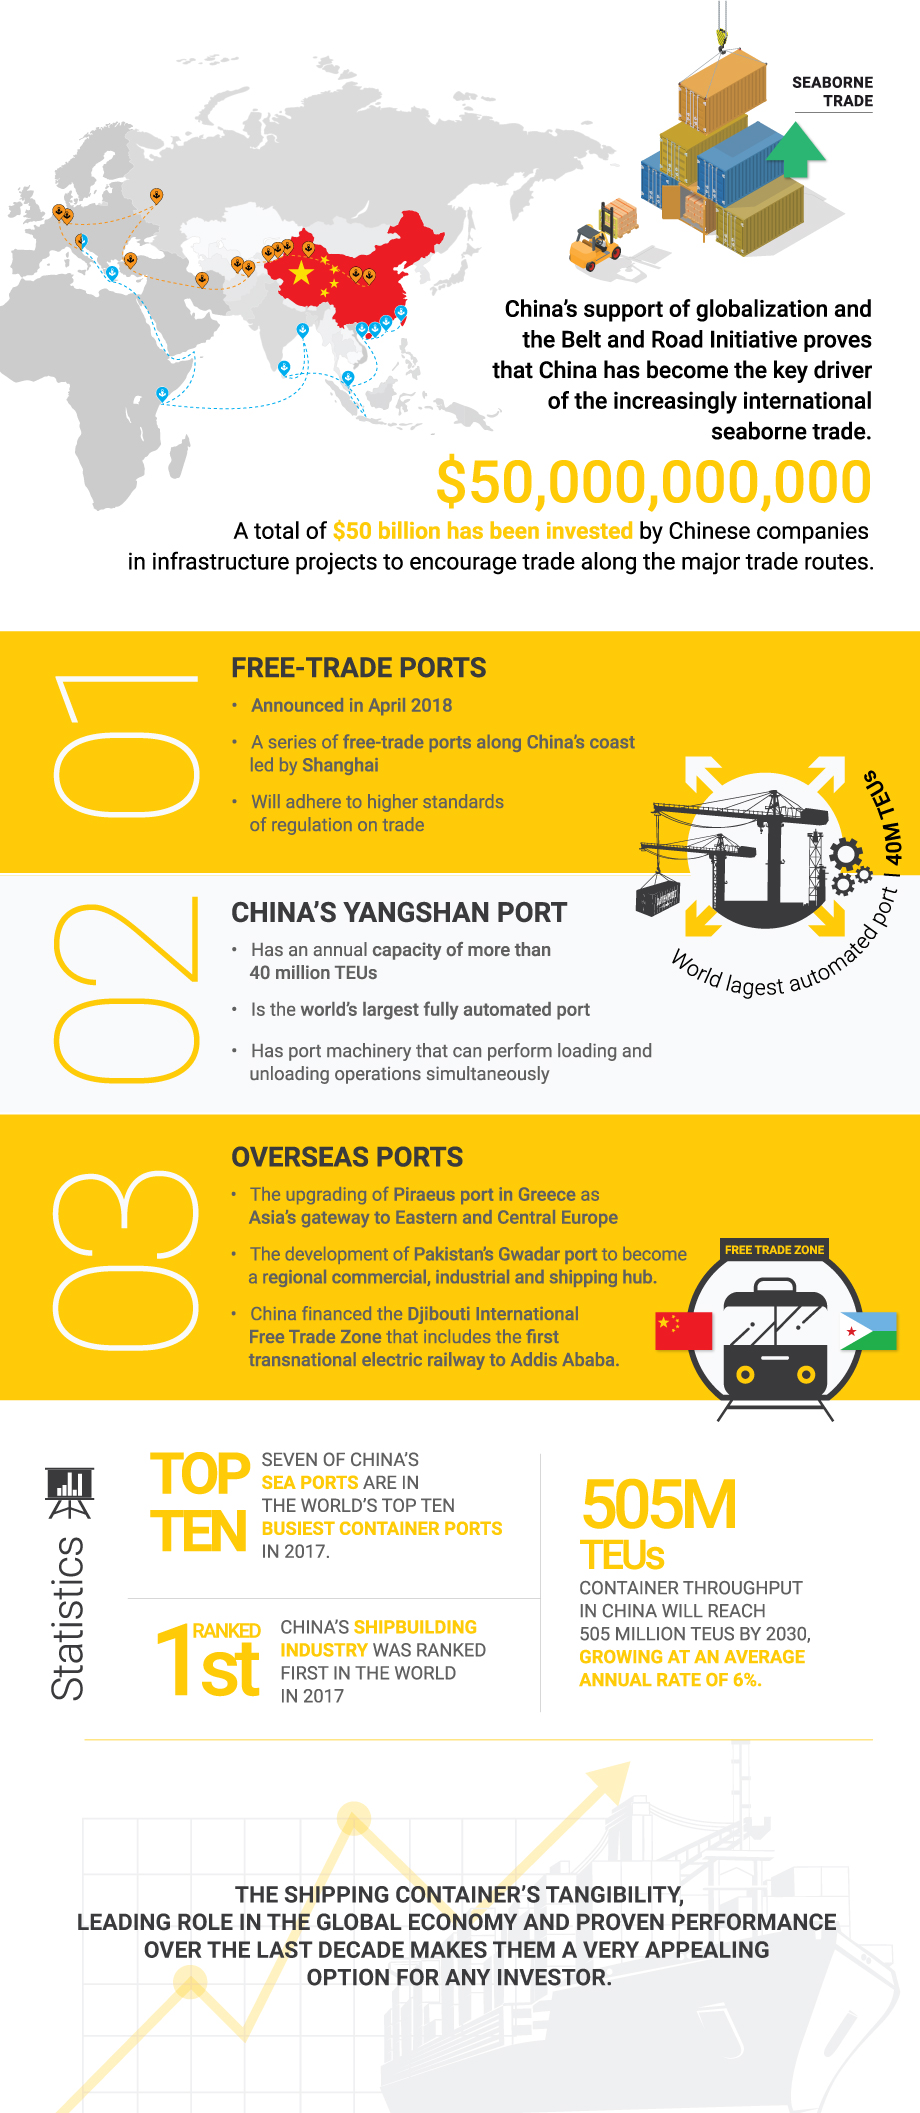 SEABORNE
TRADE
China's support of globalization and
the Belt and Road Initiative proves
that China has become the key driver
of the increasingly international
seaborne trade.
$50,000,000,000
A total of $50 billion has been invested by Chinese companies
in infrastructure projects to encourage trade along the major trade routes.
01
FREE-TRADE PORTS
• Announced in April 2018
• A series of free-trade ports along China's coast
led by Shanghai
• Will adhere to higher standards
of regulation on trade
World lagest automated port | 40M TEUs
02
CHINA'S YANGSHAN PORT
• Has an annual capacity of more than
40 million TEUs
• Is the world's largest fully automated port
• Has port machinery that can perform loading and
unloading operations simultaneously
03
OVERSEAS PORTS
• The upgrading of Piraeus port in Greece as
Asia's gateway to Eastern and Central Europe
• The development of Pakistan's Gwadar port to become
a regional commercial, industrial and shipping hub.
• China financed the Djibouti International
Free Trade Zone that includes the first
transnational electric railway to Addis Ababa.
FREE TRADE ZONE
Statistics
TOP
TEN
SEVEN OF CHINA'S
SEA PORTS ARE IN
THE WORLD'S TOP TEN
BUSIEST CONTAINER PORTS
IN 2017.
RANKED
1st
CHINA'S SHIPBUILDING
INDUSTRY WAS RANKED
FIRST IN THE WORLD
IN 2017
505M
TEUs
CONTAINER THROUGHPUT
IN CHINA WILL REACH
505 MILLION TEUS BY 2030,
GROWING AT AN AVERAGE
ANNUAL RATE OF 6%.
THE SHIPPING CONTAINER'S TANGIBILITY,
LEADING ROLE IN THE GLOBAL ECONOMY AND PROVEN PERFORMANCE
OVER THE LAST DECADE MAKES THEM A VERY APPEALING
OPTION FOR ANY INVESTOR.